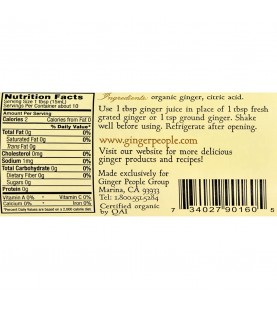 Nutrition Facts
Serving Size 1 tbsp (15mL)
Servings Per Container about 10
Amount Per Serving
Calories 2 Calories from Fat 0
% Daily Value*
Total Fat 0g 0%
Saturated Fat 0g 0%
Trans Fat 0g
Cholesterol 0mg 0%
Sodium 1mg 0%
Total Carbohydrate 0g 0%
Dietary Fiber 0g 0%
Sugars 0g
Protein 0g
Vitamin A 0% • Vitamin C 0%
Calcium 0% • Iron 0%
*Percent Daily Values are based on a 2,000 calorie diet.
Ingredients: organic ginger, citric acid.
Use 1 tbsp ginger juice in place of 1 tbsp fresh
grated ginger or 1 tsp ground ginger. Shake
well before using. Refrigerate after opening.
www.gingerpeople.com
Visit our website for more delicious
ginger products and recipes!
Made exclusively for
Ginger People Group
Marina, CA 93933
Tel: 1.800.551.5284
Certified organic
by QAI
7 34027 90160 5